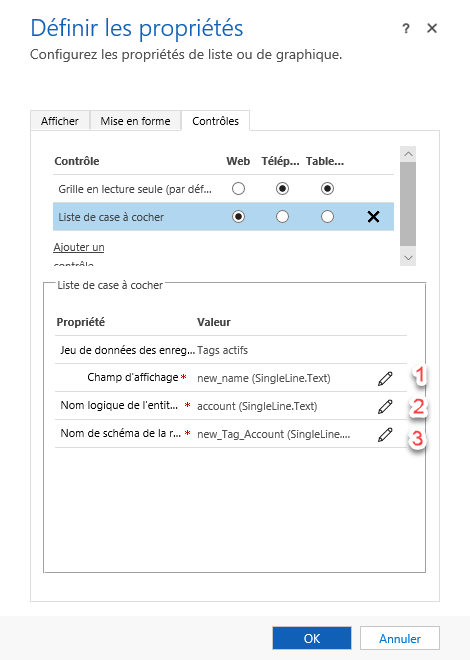 Définir les propriétés
? ✕
Configurez les propriétés de liste ou de graphique.
Afficher Mise en forme Contrôles
Contrôle Web Télép... Table...
Grille en lecture seule (par déf...
Liste de case à cocher
Ajouter un
contrôle
Liste de case à cocher
Propriété Valeur
Jeu de données des enreg... Tags actifs
Champ d'affichage * new_name (SingleLine.Text) 1
Nom logique de l'entit... * account (SingleLine.Text) 2
Nom de schéma de la r... * new_Tag_Account (SingleLine.... 3
OK Annuler